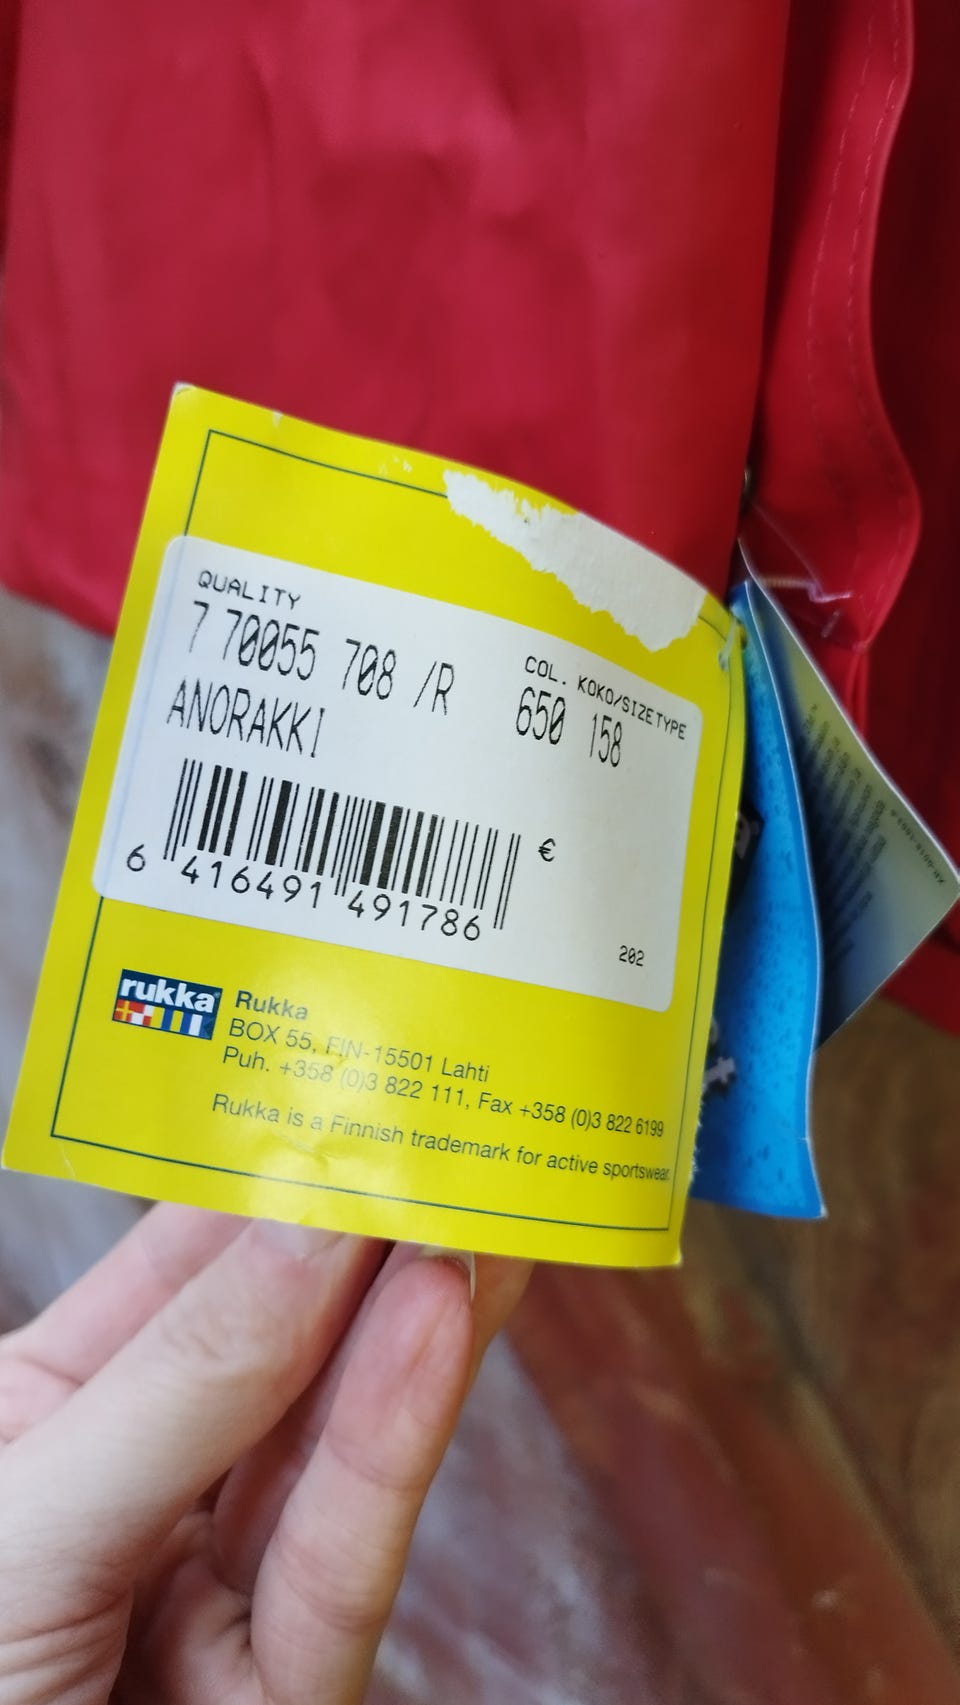 QUALITY
7 70055 708 /R
ANORAKKI
COL. KOKO/SIZETYPE
650 158
€
6 416491 491786
202
rukka
Rukka
BOX 55, FIN-15501 Lahti
Puh. +358 (0)3 822 111, Fax +358 (0)3 822 6199
Rukka is a Finnish trademark for active sportswear.